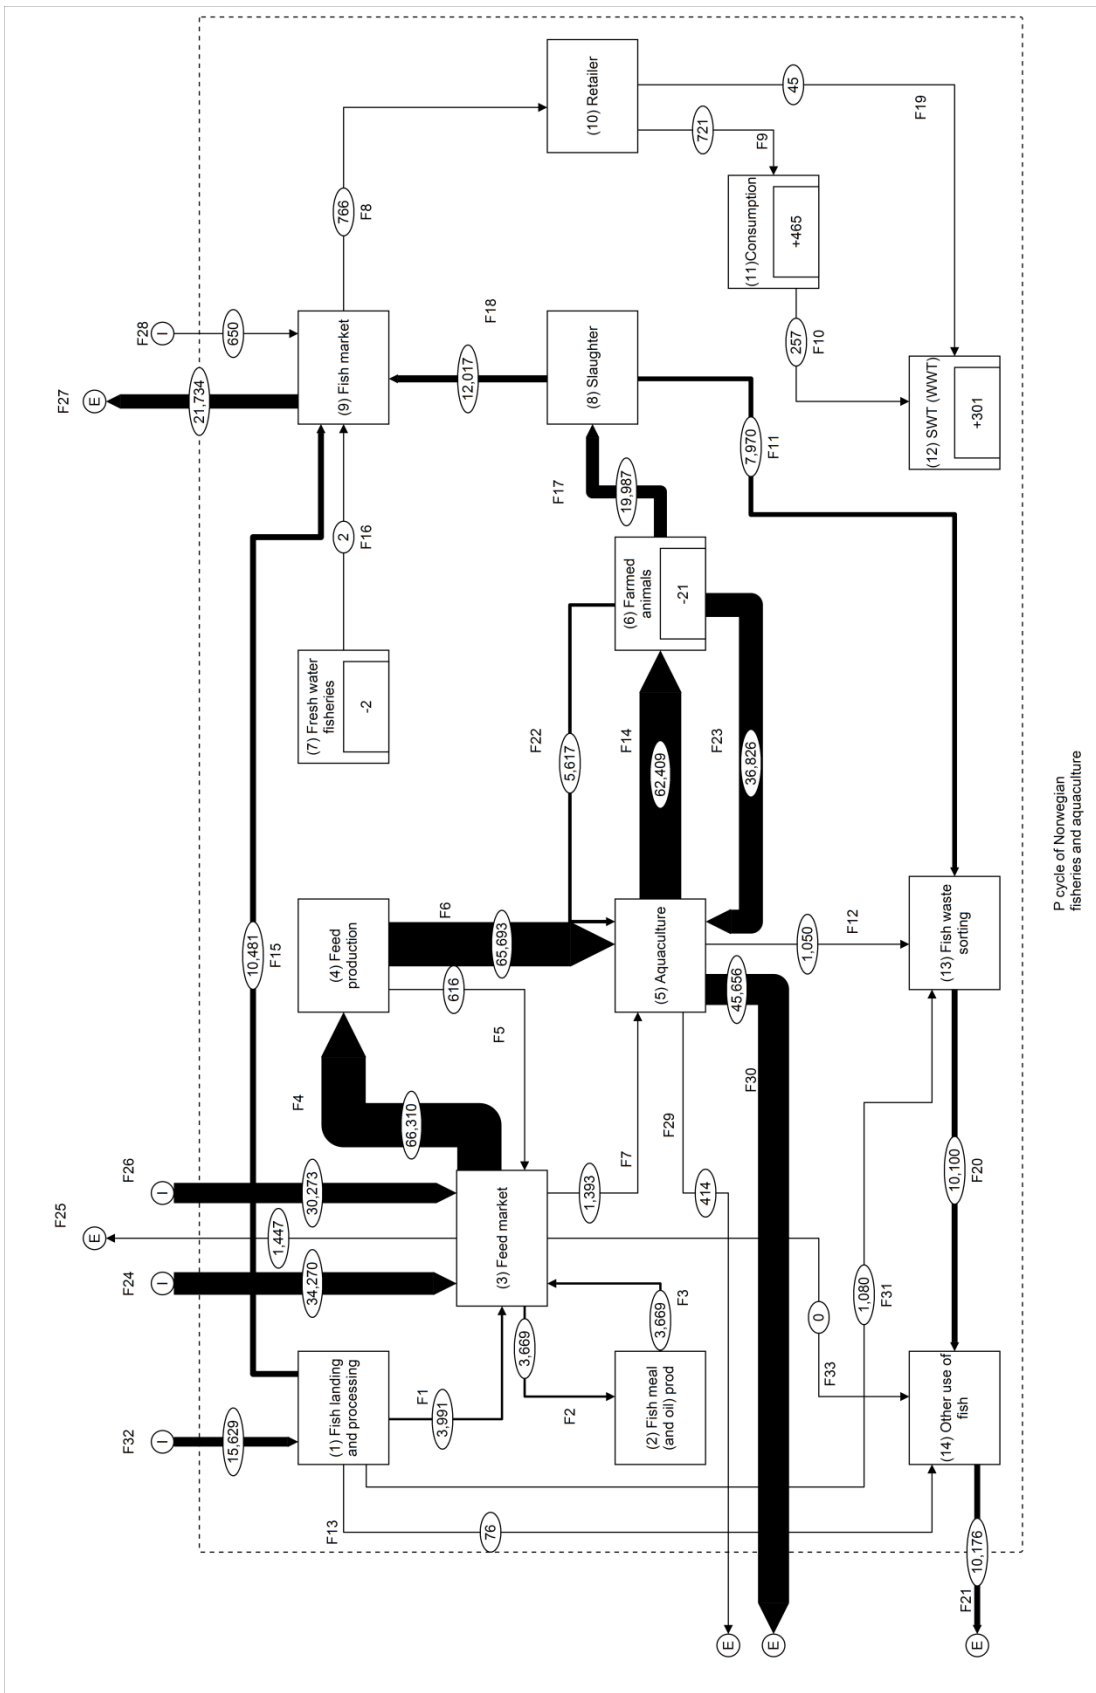 F32
I
15,629
F24
I
34,270
F25
E
1,447
F26
I
30,273
F27
E
21,734
F28
I
650
10,481
F15
(1) Fish landing
and processing
F1
3,991
F13
76
(3) Feed market
F4
66,310
(4) Feed
production
F6
65,693
616
F5
(7) Fresh water
fisheries
-2
2
F16
(9) Fish market
766
F8
12,017
F18
3,669
F2
3,669
F3
(2) Fish meal
(and oil) prod
1,393
F7
F29
414
E
(5) Aquaculture
45,656
F30
E
F22
5,617
F14
62,409
F23
36,826
(6) Farmed
animals
-21
F17
19,987
(8) Slaughter
7,970
F11
(10) Retailer
721
F9
45
F19
(11)Consumption
+465
257
F10
(12) SWT (WWT)
+301
1,050
F12
(13) Fish waste
sorting
10,100
F20
1,080
F31
0
F33
(14) Other use of
fish
10,176
F21
E
P cycle of Norwegian
fisheries and aquaculture